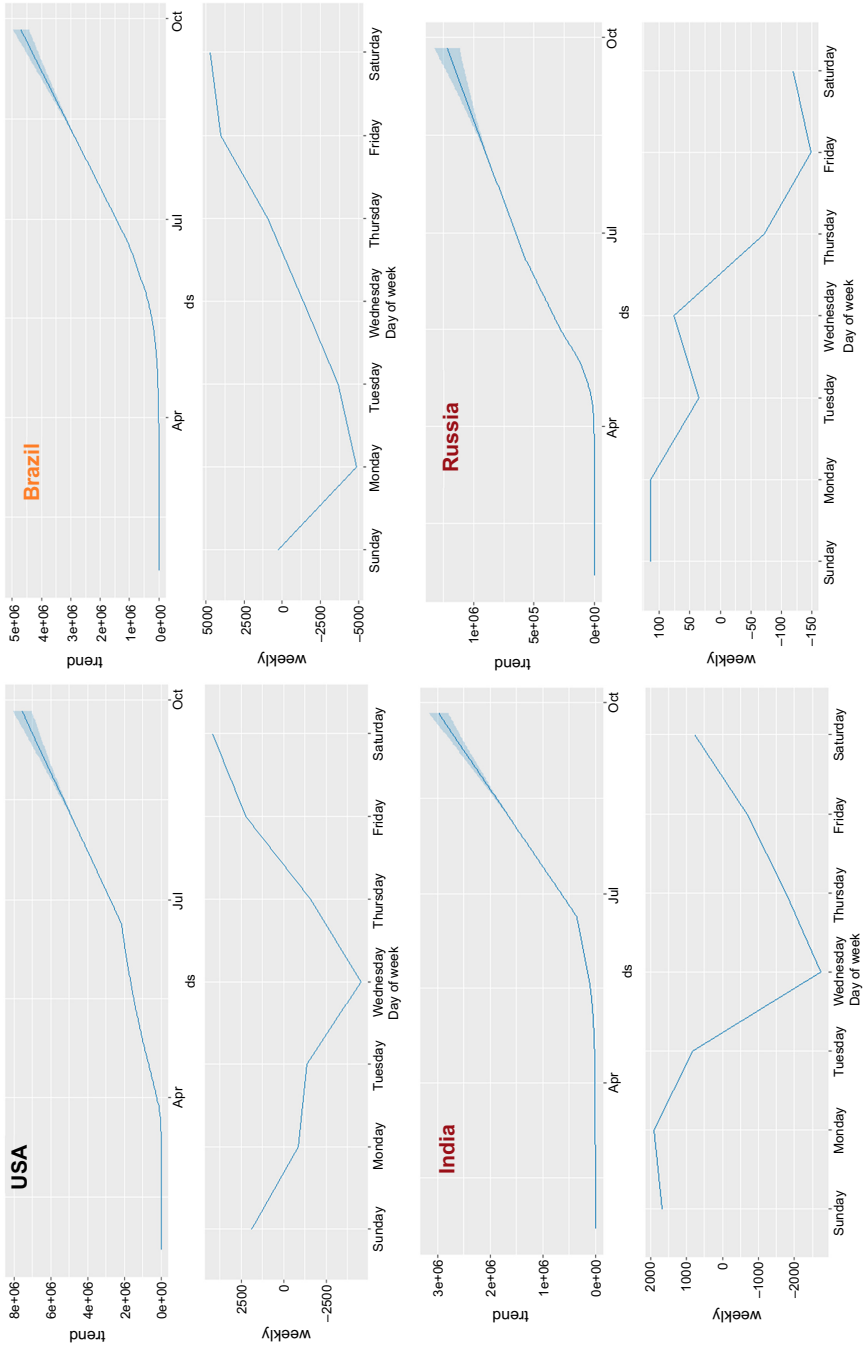 USA
8e+06
6e+06
4e+06
2e+06
0e+00
trend
Apr
Jul
Oct
ds
2500
0
−2500
weekly
Sunday
Monday
Tuesday
Wednesday
Thursday
Friday
Saturday
Day of week
Brazil
5e+06
4e+06
3e+06
2e+06
1e+06
0e+00
trend
Apr
Jul
Oct
ds
5000
2500
0
−2500
−5000
weekly
Sunday
Monday
Tuesday
Wednesday
Thursday
Friday
Saturday
Day of week
India
3e+06
2e+06
1e+06
0e+00
trend
Apr
Jul
Oct
ds
2000
1000
0
−1000
−2000
weekly
Sunday
Monday
Tuesday
Wednesday
Thursday
Friday
Saturday
Day of week
Russia
1e+06
5e+05
0e+00
trend
Apr
Jul
Oct
ds
100
50
0
−50
−100
−150
weekly
Sunday
Monday
Tuesday
Wednesday
Thursday
Friday
Saturday
Day of week